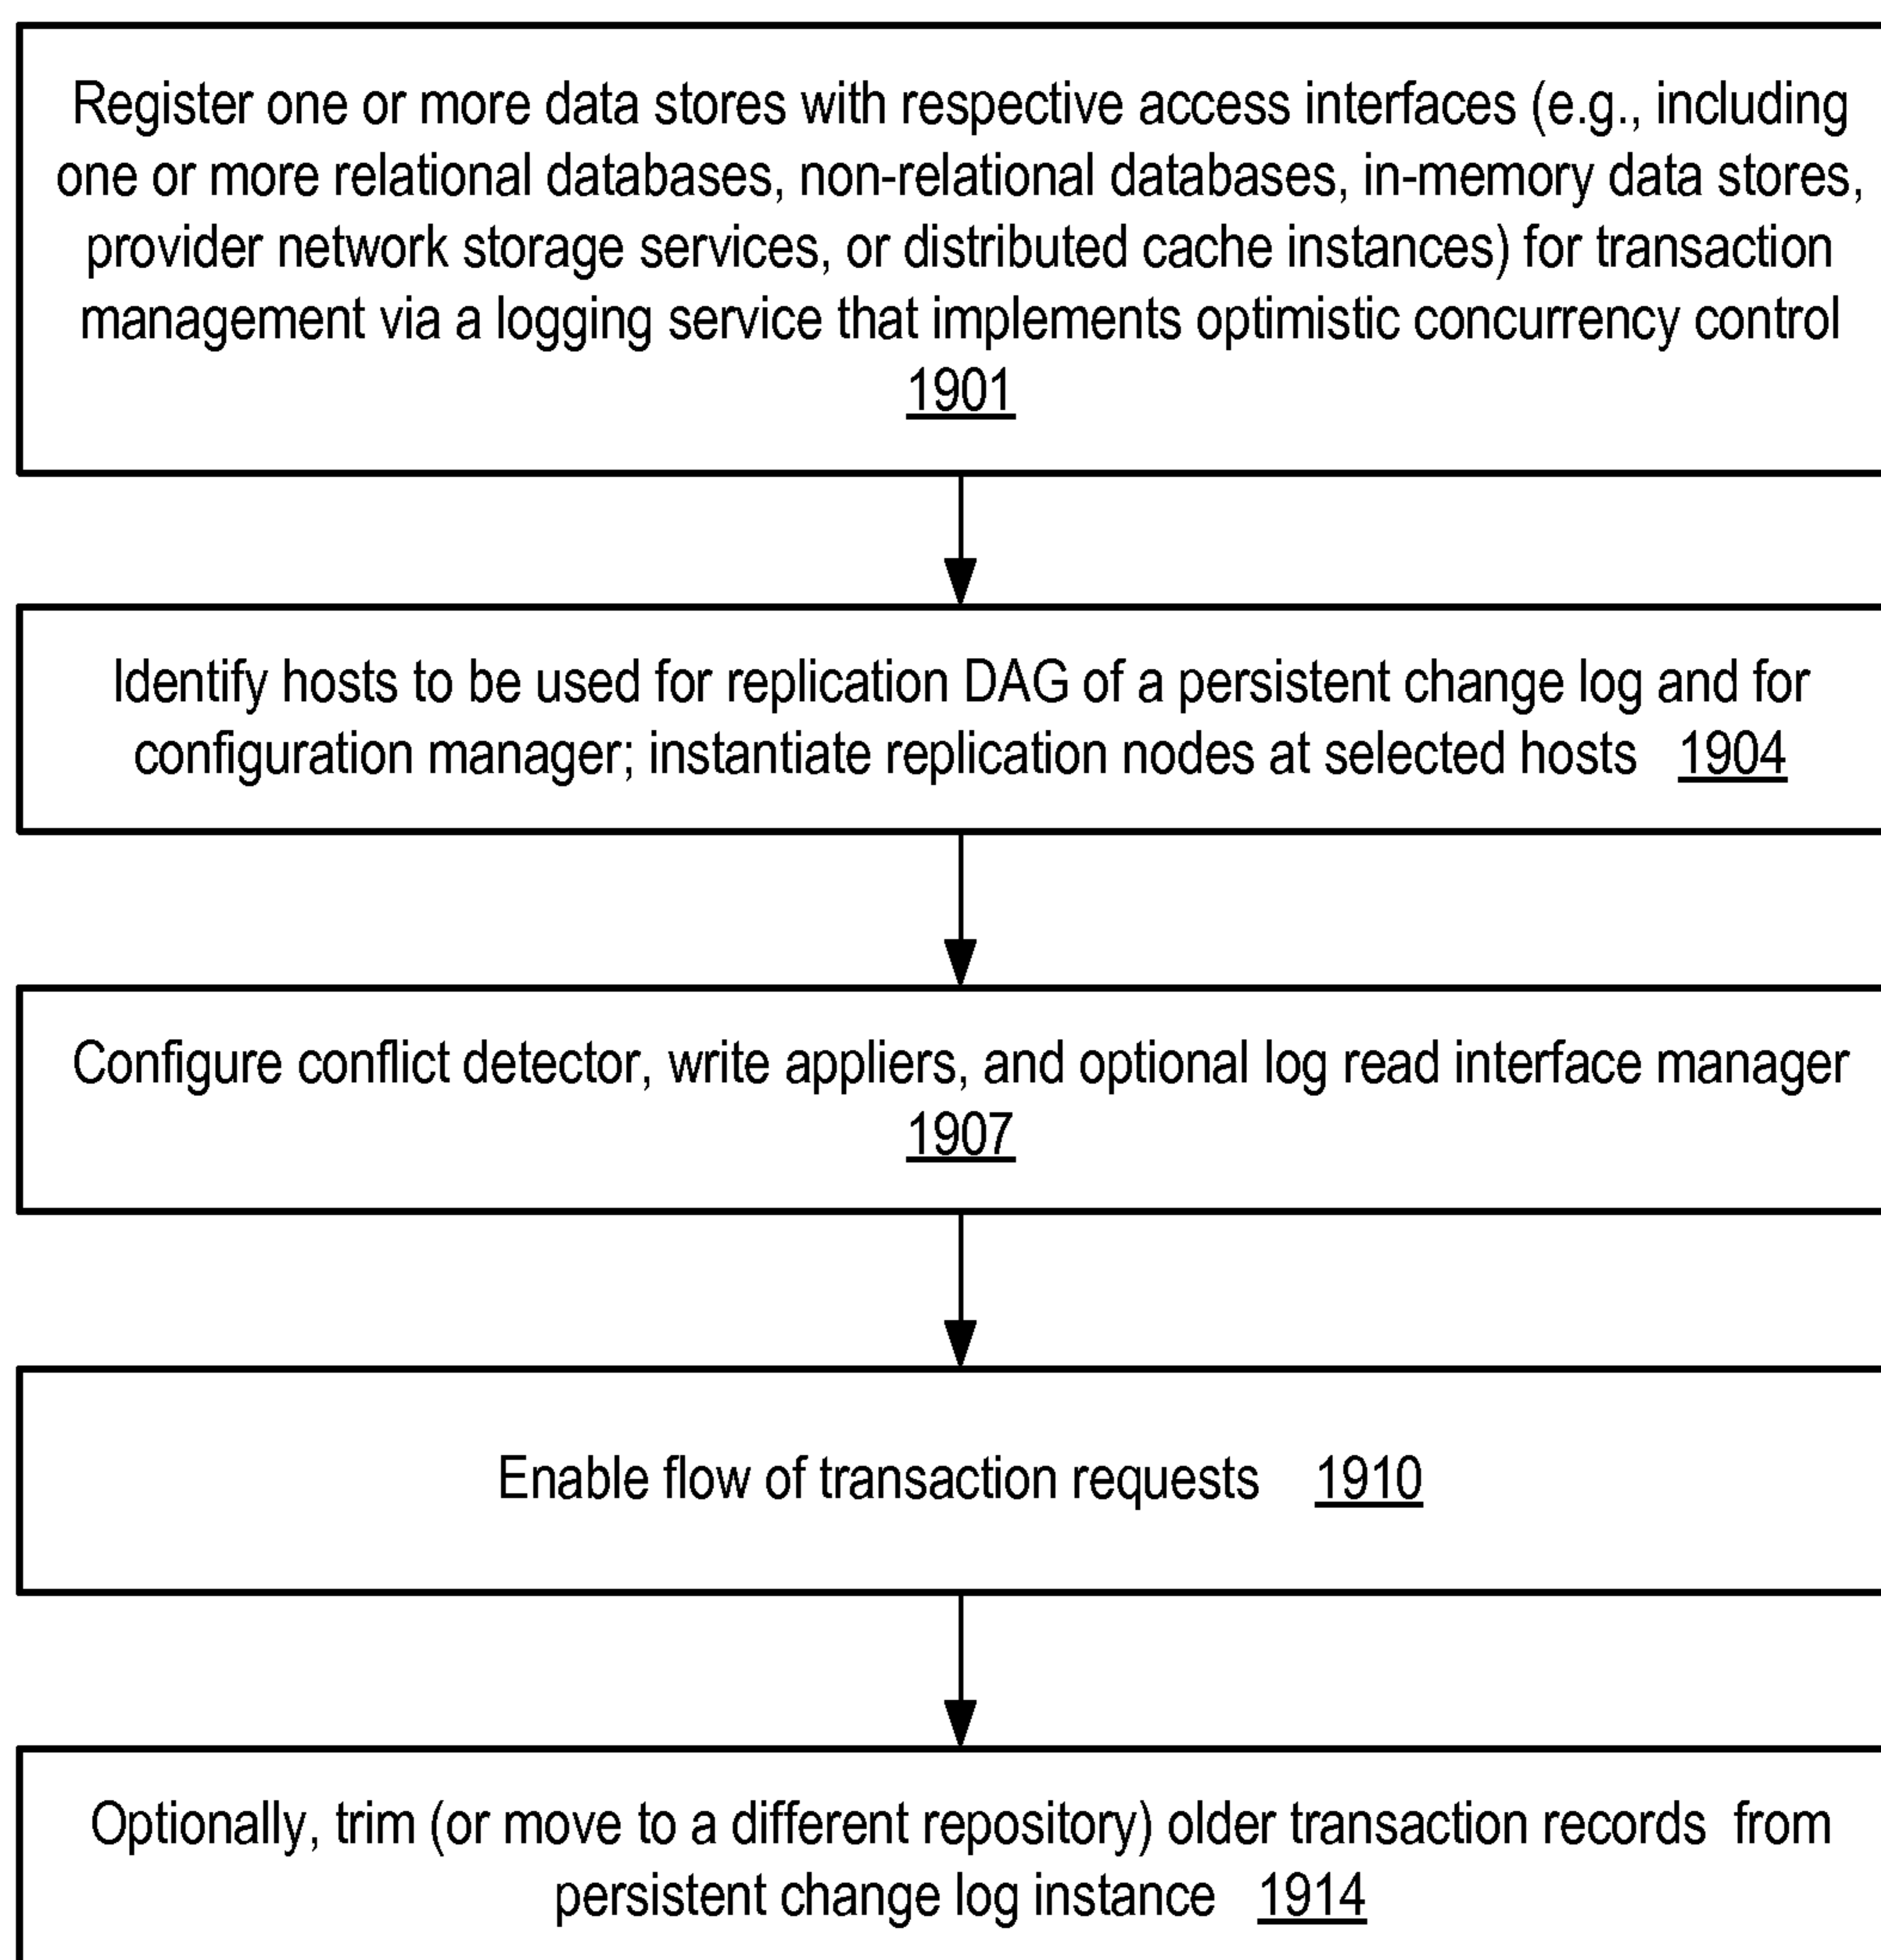 Register one or more data stores with respective access interfaces (e.g., including
one or more relational databases, non-relational databases, in-memory data stores,
provider network storage services, or distributed cache instances) for transaction
management via a logging service that implements optimistic concurrency control
1901
Identify hosts to be used for replication DAG of a persistent change log and for
configuration manager; instantiate replication nodes at selected hosts 1904
Configure conflict detector, write appliers, and optional log read interface manager
1907
Enable flow of transaction requests 1910
Optionally, trim (or move to a different repository) older transaction records from
persistent change log instance 1914